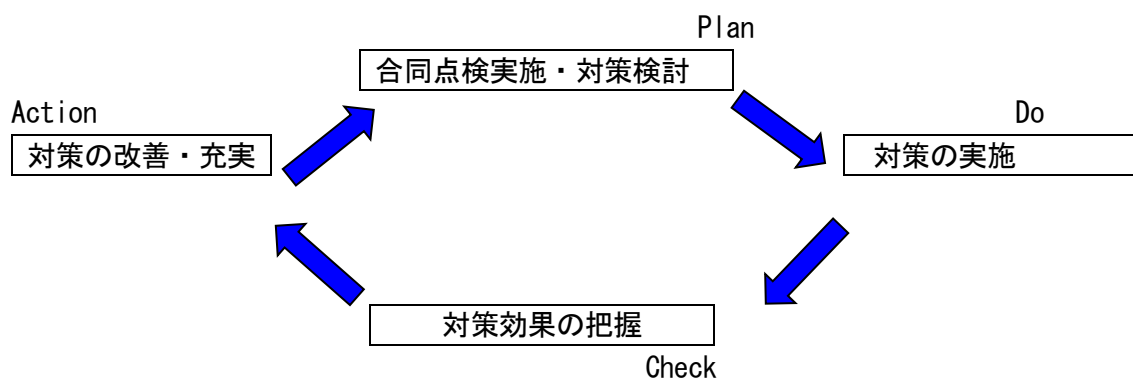 Plan
合同点検実施・対策検討
Action
対策の改善・充実
Do
対策の実施
対策効果の把握
Check